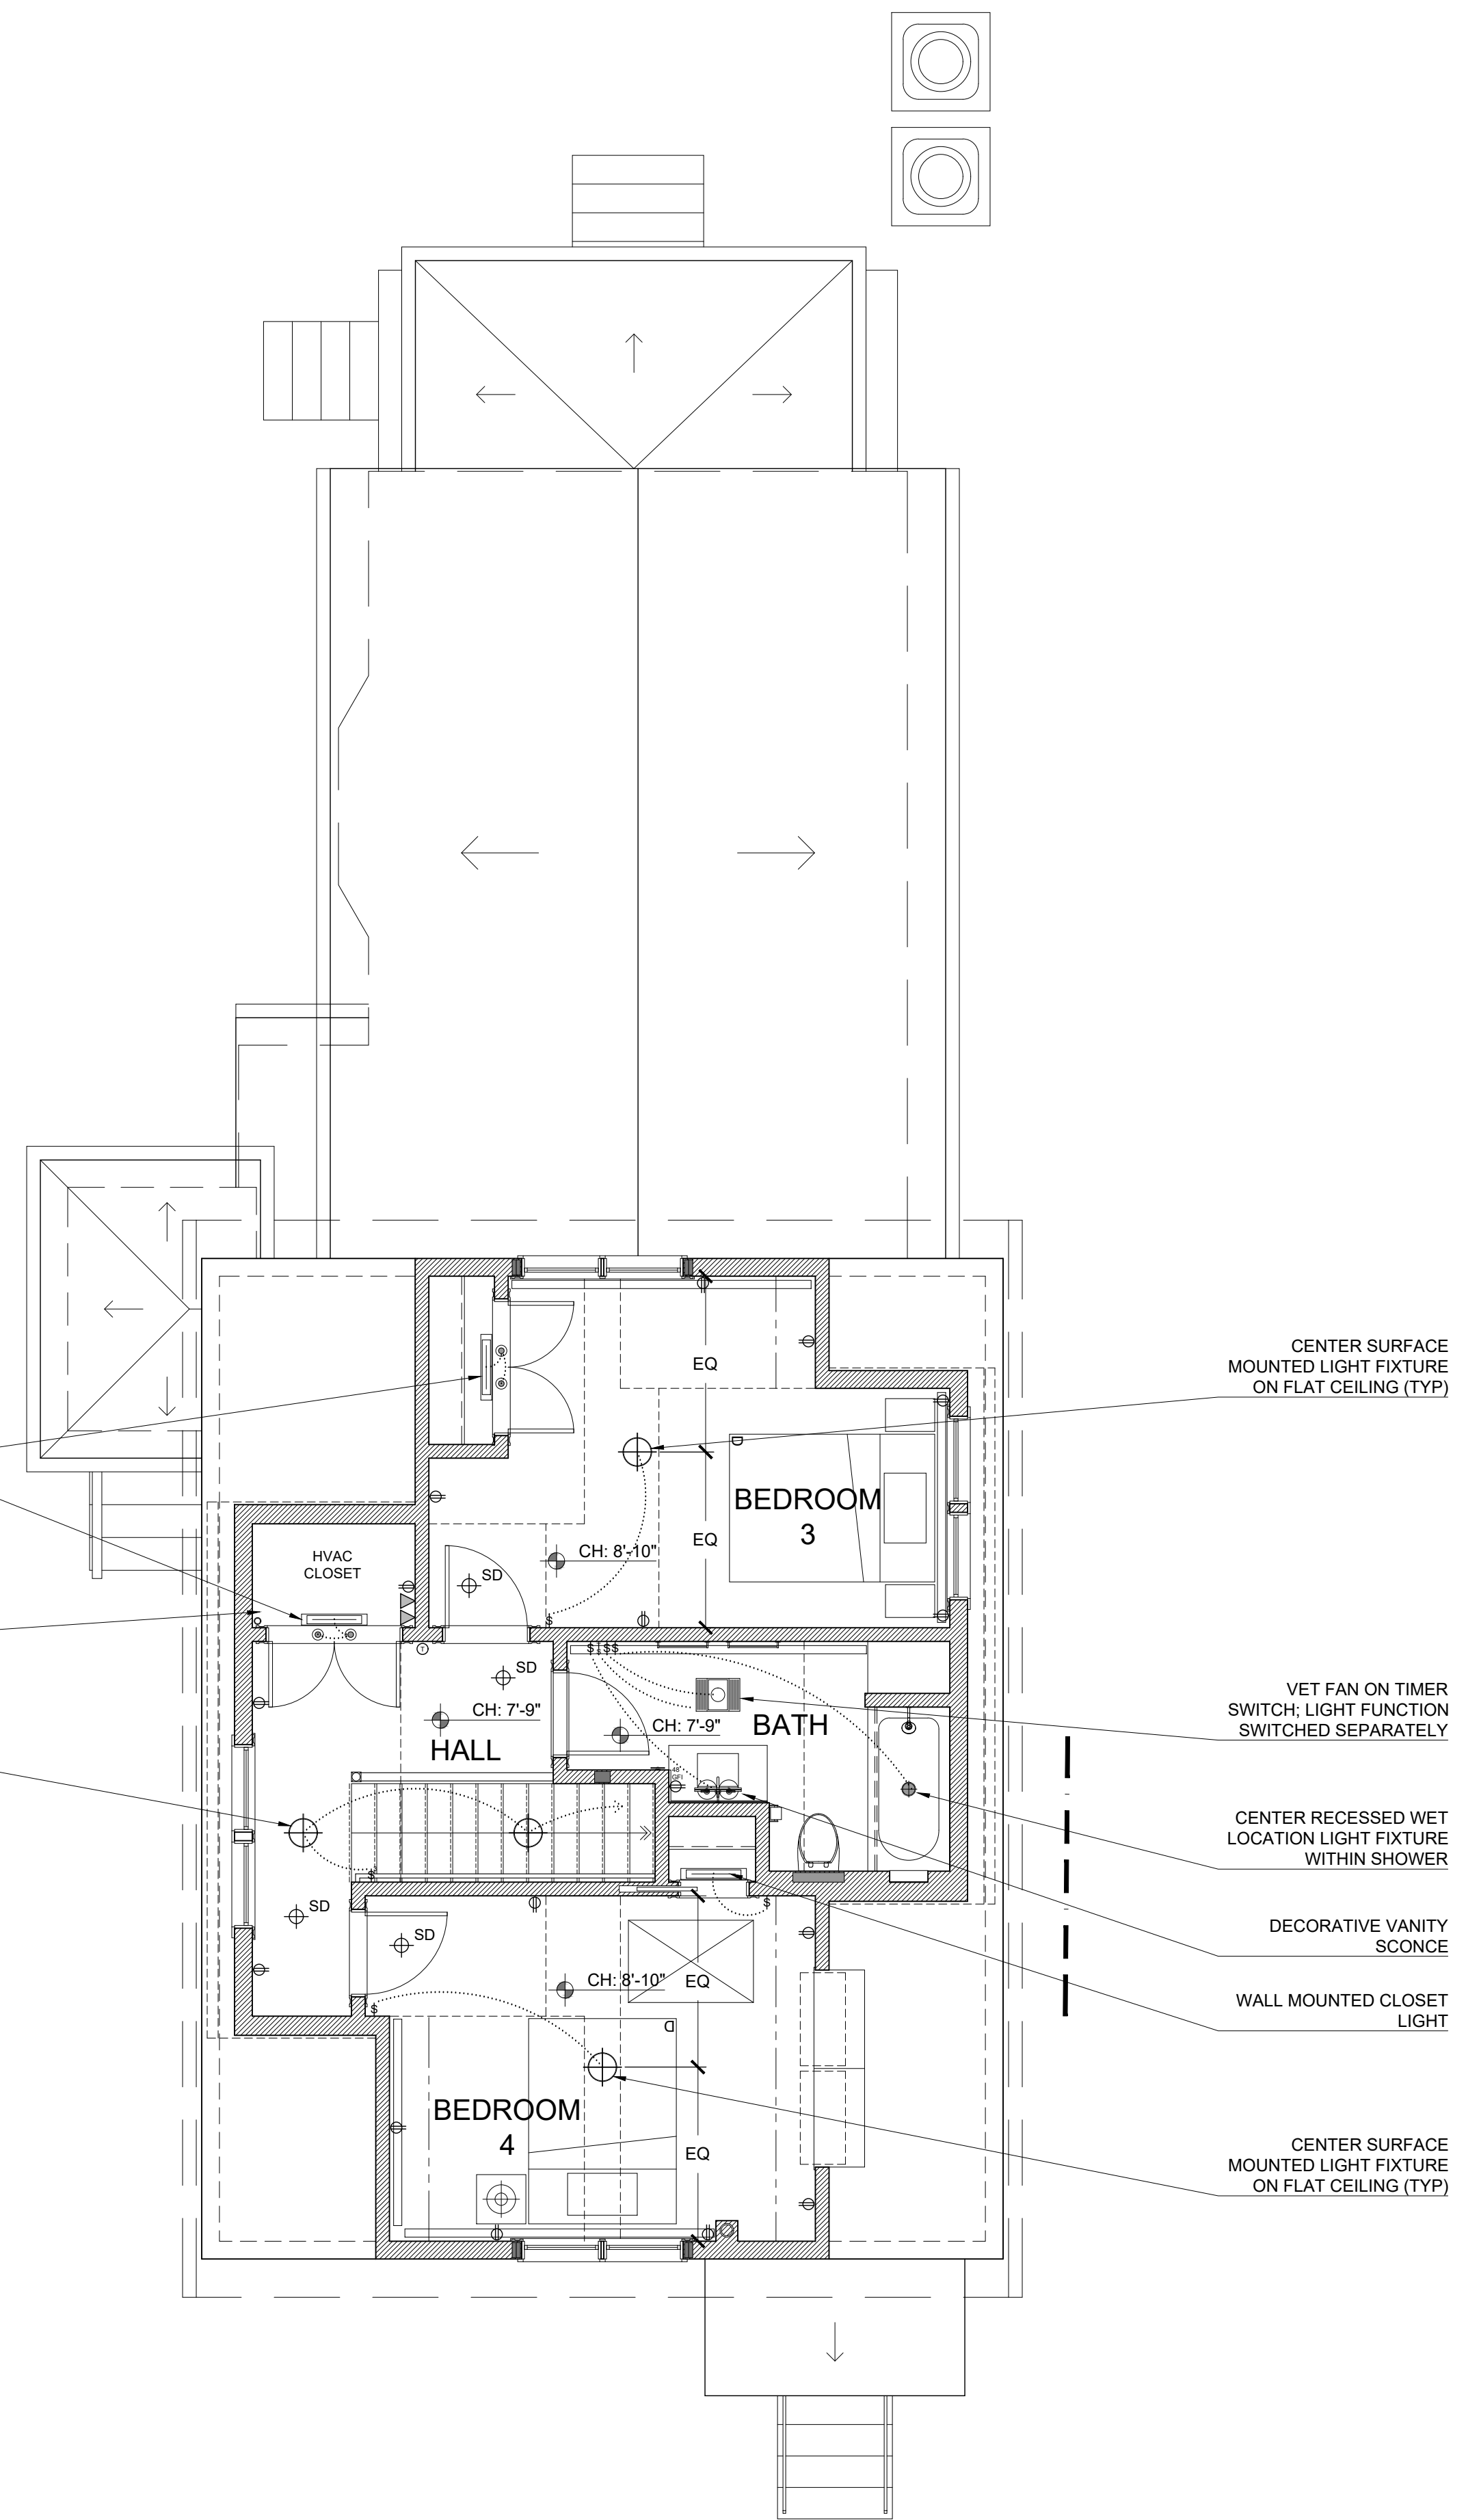 CENTER SURFACE
MOUNTED LIGHT FIXTURE
ON FLAT CEILING (TYP)
EQ
BEDROOM
3
EQ
CH: 8'-10"
HVAC
CLOSET
SD
$
T
SD
$ $$
CH: 7'-9"
HALL
CH: 7'-9"
BATH
VET FAN ON TIMER
SWITCH; LIGHT FUNCTION
SWITCHED SEPARATELY
48"
GFI
CENTER RECESSED WET
LOCATION LIGHT FIXTURE
WITHIN SHOWER
$
$
SD
SD
DECORATIVE VANITY
SCONCE
CH: 8'-10"
EQ
WALL MOUNTED CLOSET
LIGHT
$
D
BEDROOM
4
EQ
CENTER SURFACE
MOUNTED LIGHT FIXTURE
ON FLAT CEILING (TYP)